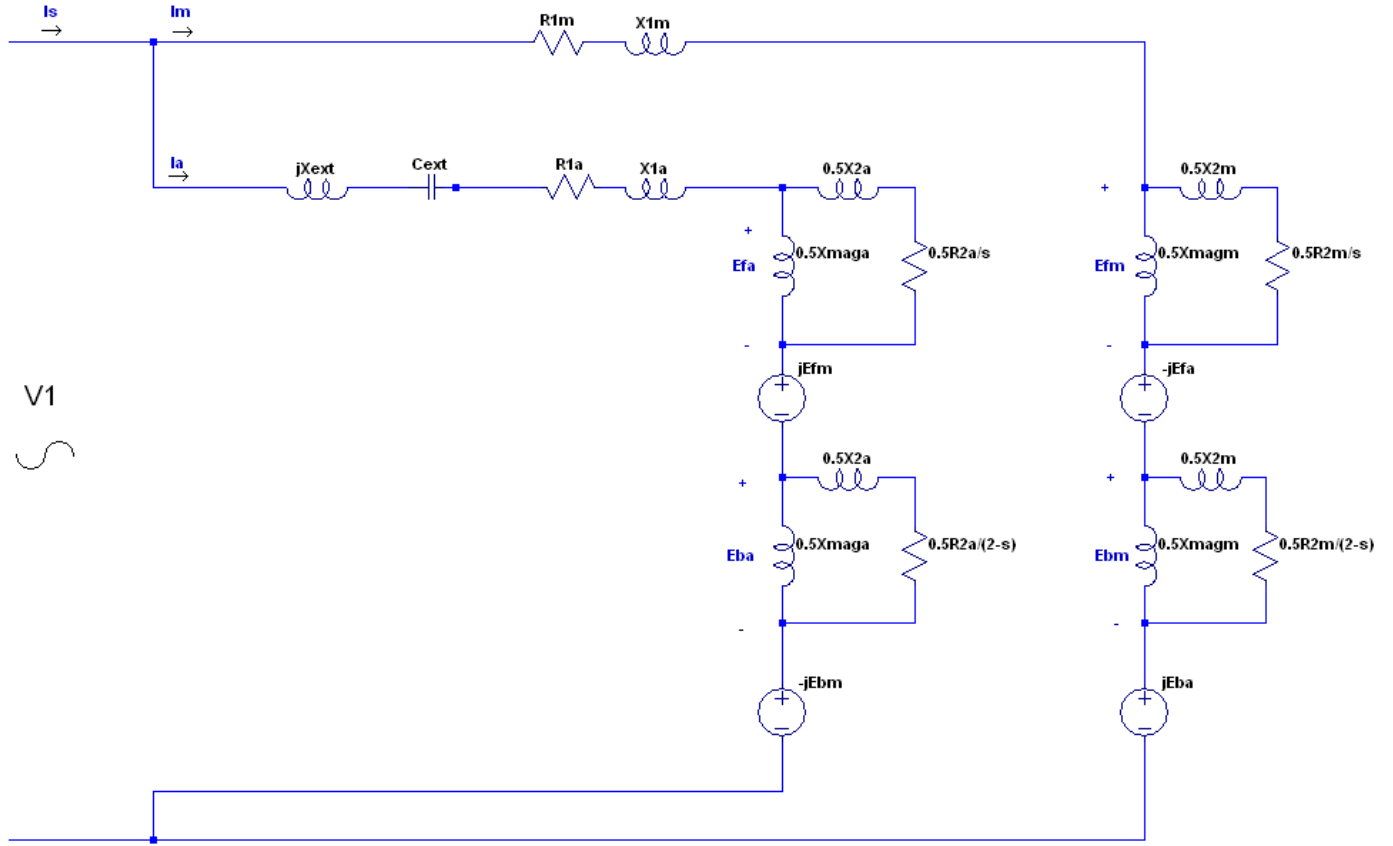 Is
Im
R1m
X1m
Ia
jXext
Cext
R1a
X1a
0.5X2a
0.5X2m
+
+
Efa
0.5Xmaga
0.5R2a/s
Efm
0.5Xmagm
0.5R2m/s
-
-
jEfm
-jEfa
V1
+
-
+
-
0.5X2a
0.5X2m
+
+
Eba
0.5Xmaga
0.5R2a/(2-s)
Ebm
0.5Xmagm
0.5R2m/(2-s)
-
-
-jEbm
jEba
+
-
+
-